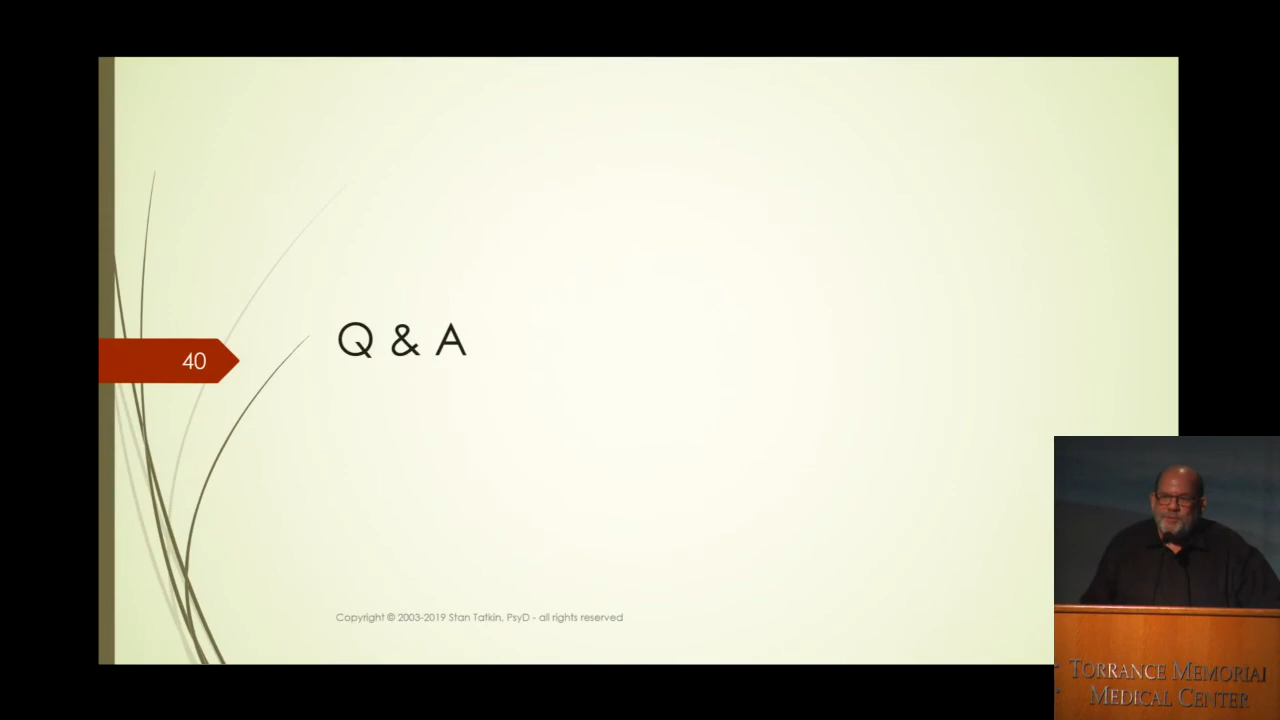 Q & A
40
Copyright © 2003-2019 Stan Tatkin, PsyD - all rights reserved
TORRANCE MEMORIAL
MEDICAL CENTER